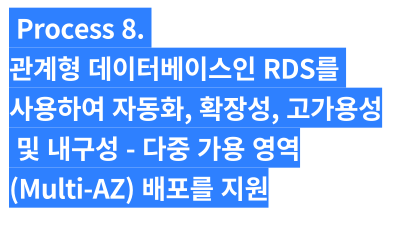 Process 8.
관계형 데이터베이스인 RDS를
사용하여 자동화, 확장성, 고가용성
및 내구성 - 다중 가용 영역
(Multi-AZ) 배포를 지원